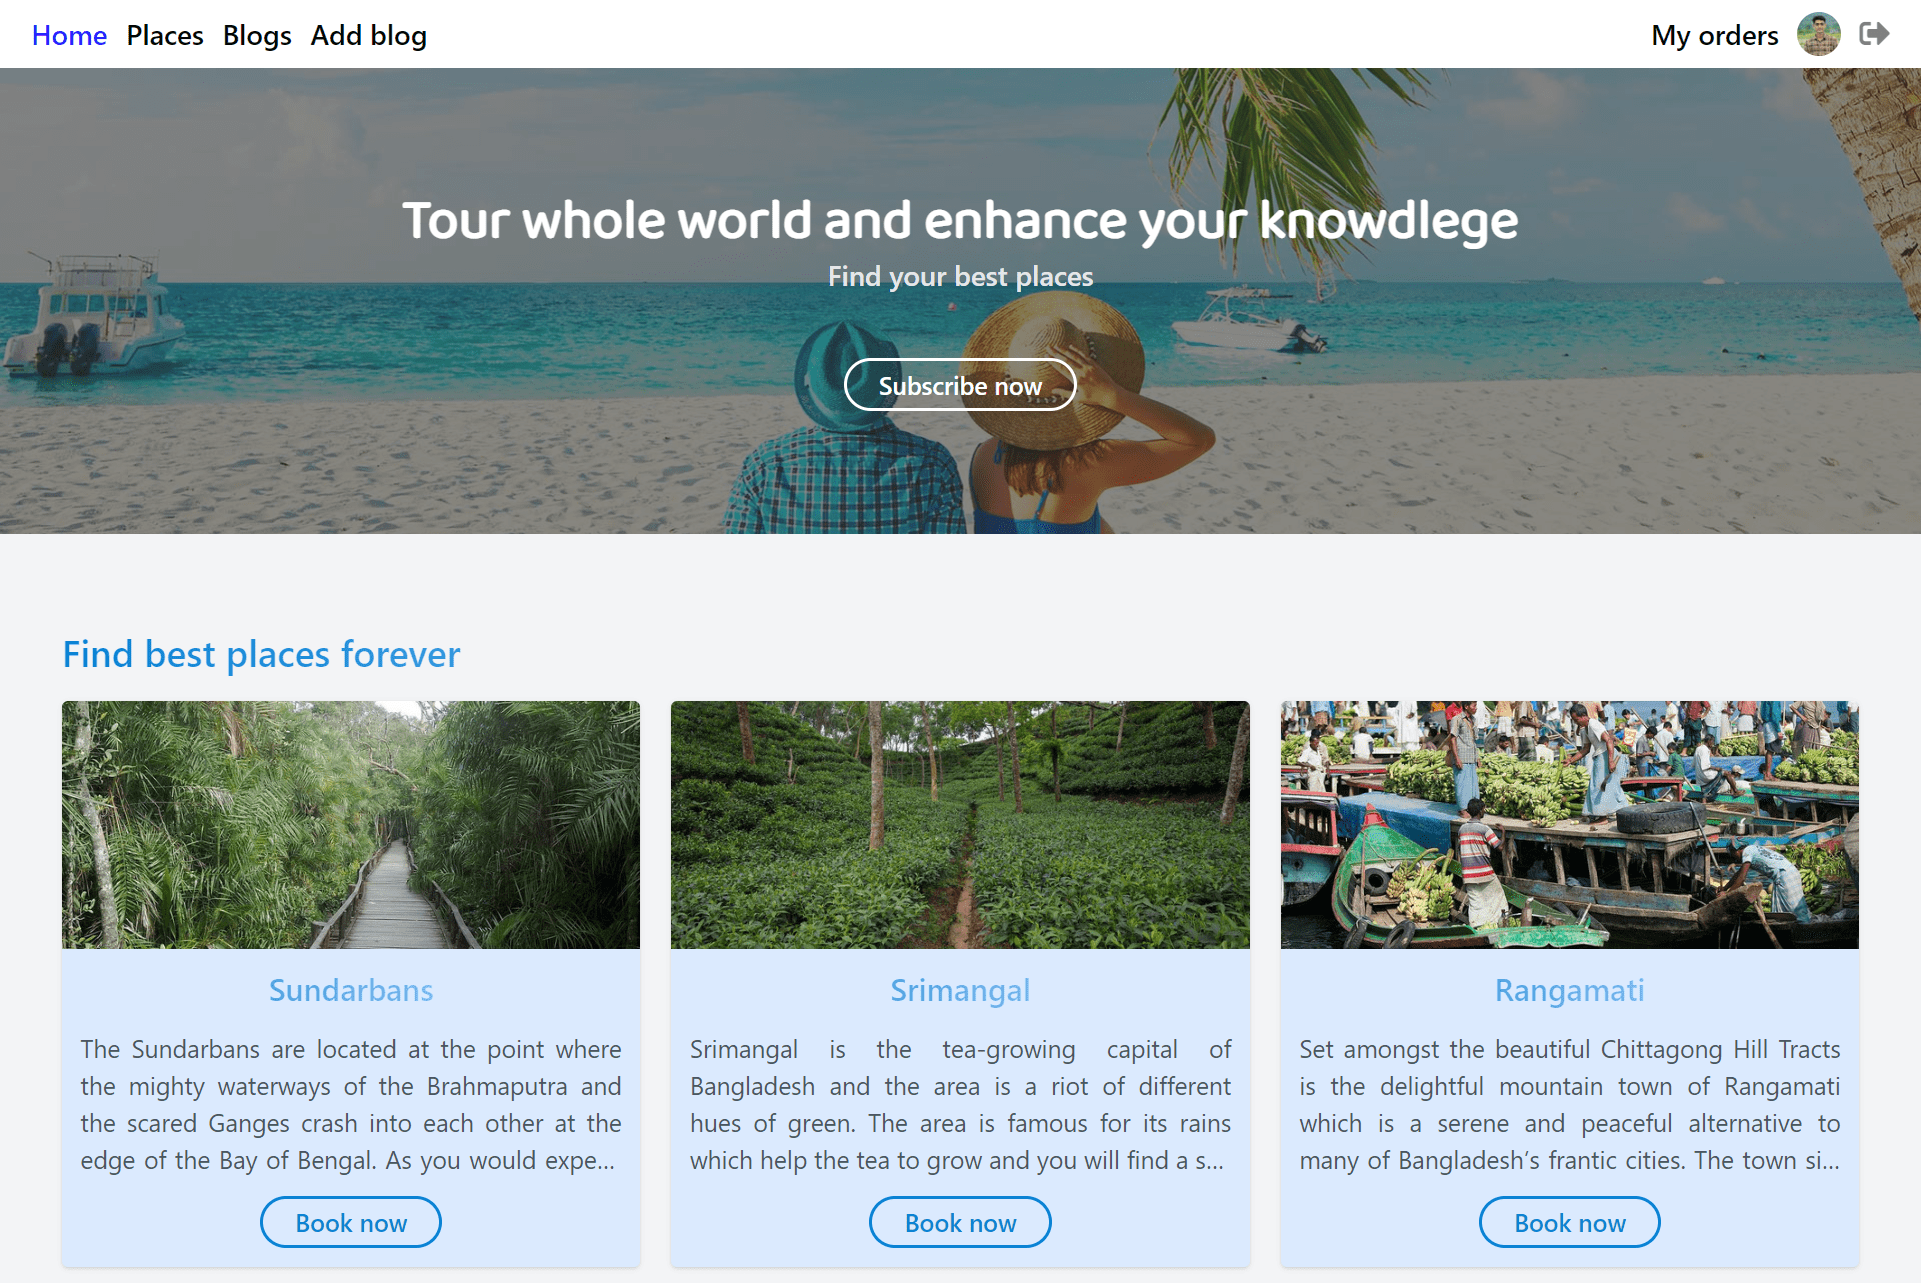 Home Places Blogs Add blog My orders
Tour whole world and enhance your knowdlege
Find your best places
Subscribe now
Find best places forever
Sundarbans
The Sundarbans are located at the point where
the mighty waterways of the Brahmaputra and
the scared Ganges crash into each other at the
edge of the Bay of Bengal. As you would expe...
Book now
Srimangal
Srimangal is the tea-growing capital of
Bangladesh and the area is a riot of different
hues of green. The area is famous for its rains
which help the tea to grow and you will find a s...
Book now
Rangamati
Set amongst the beautiful Chittagong Hill Tracts
is the delightful mountain town of Rangamati
which is a serene and peaceful alternative to
many of Bangladesh’s frantic cities. The town si...
Book now